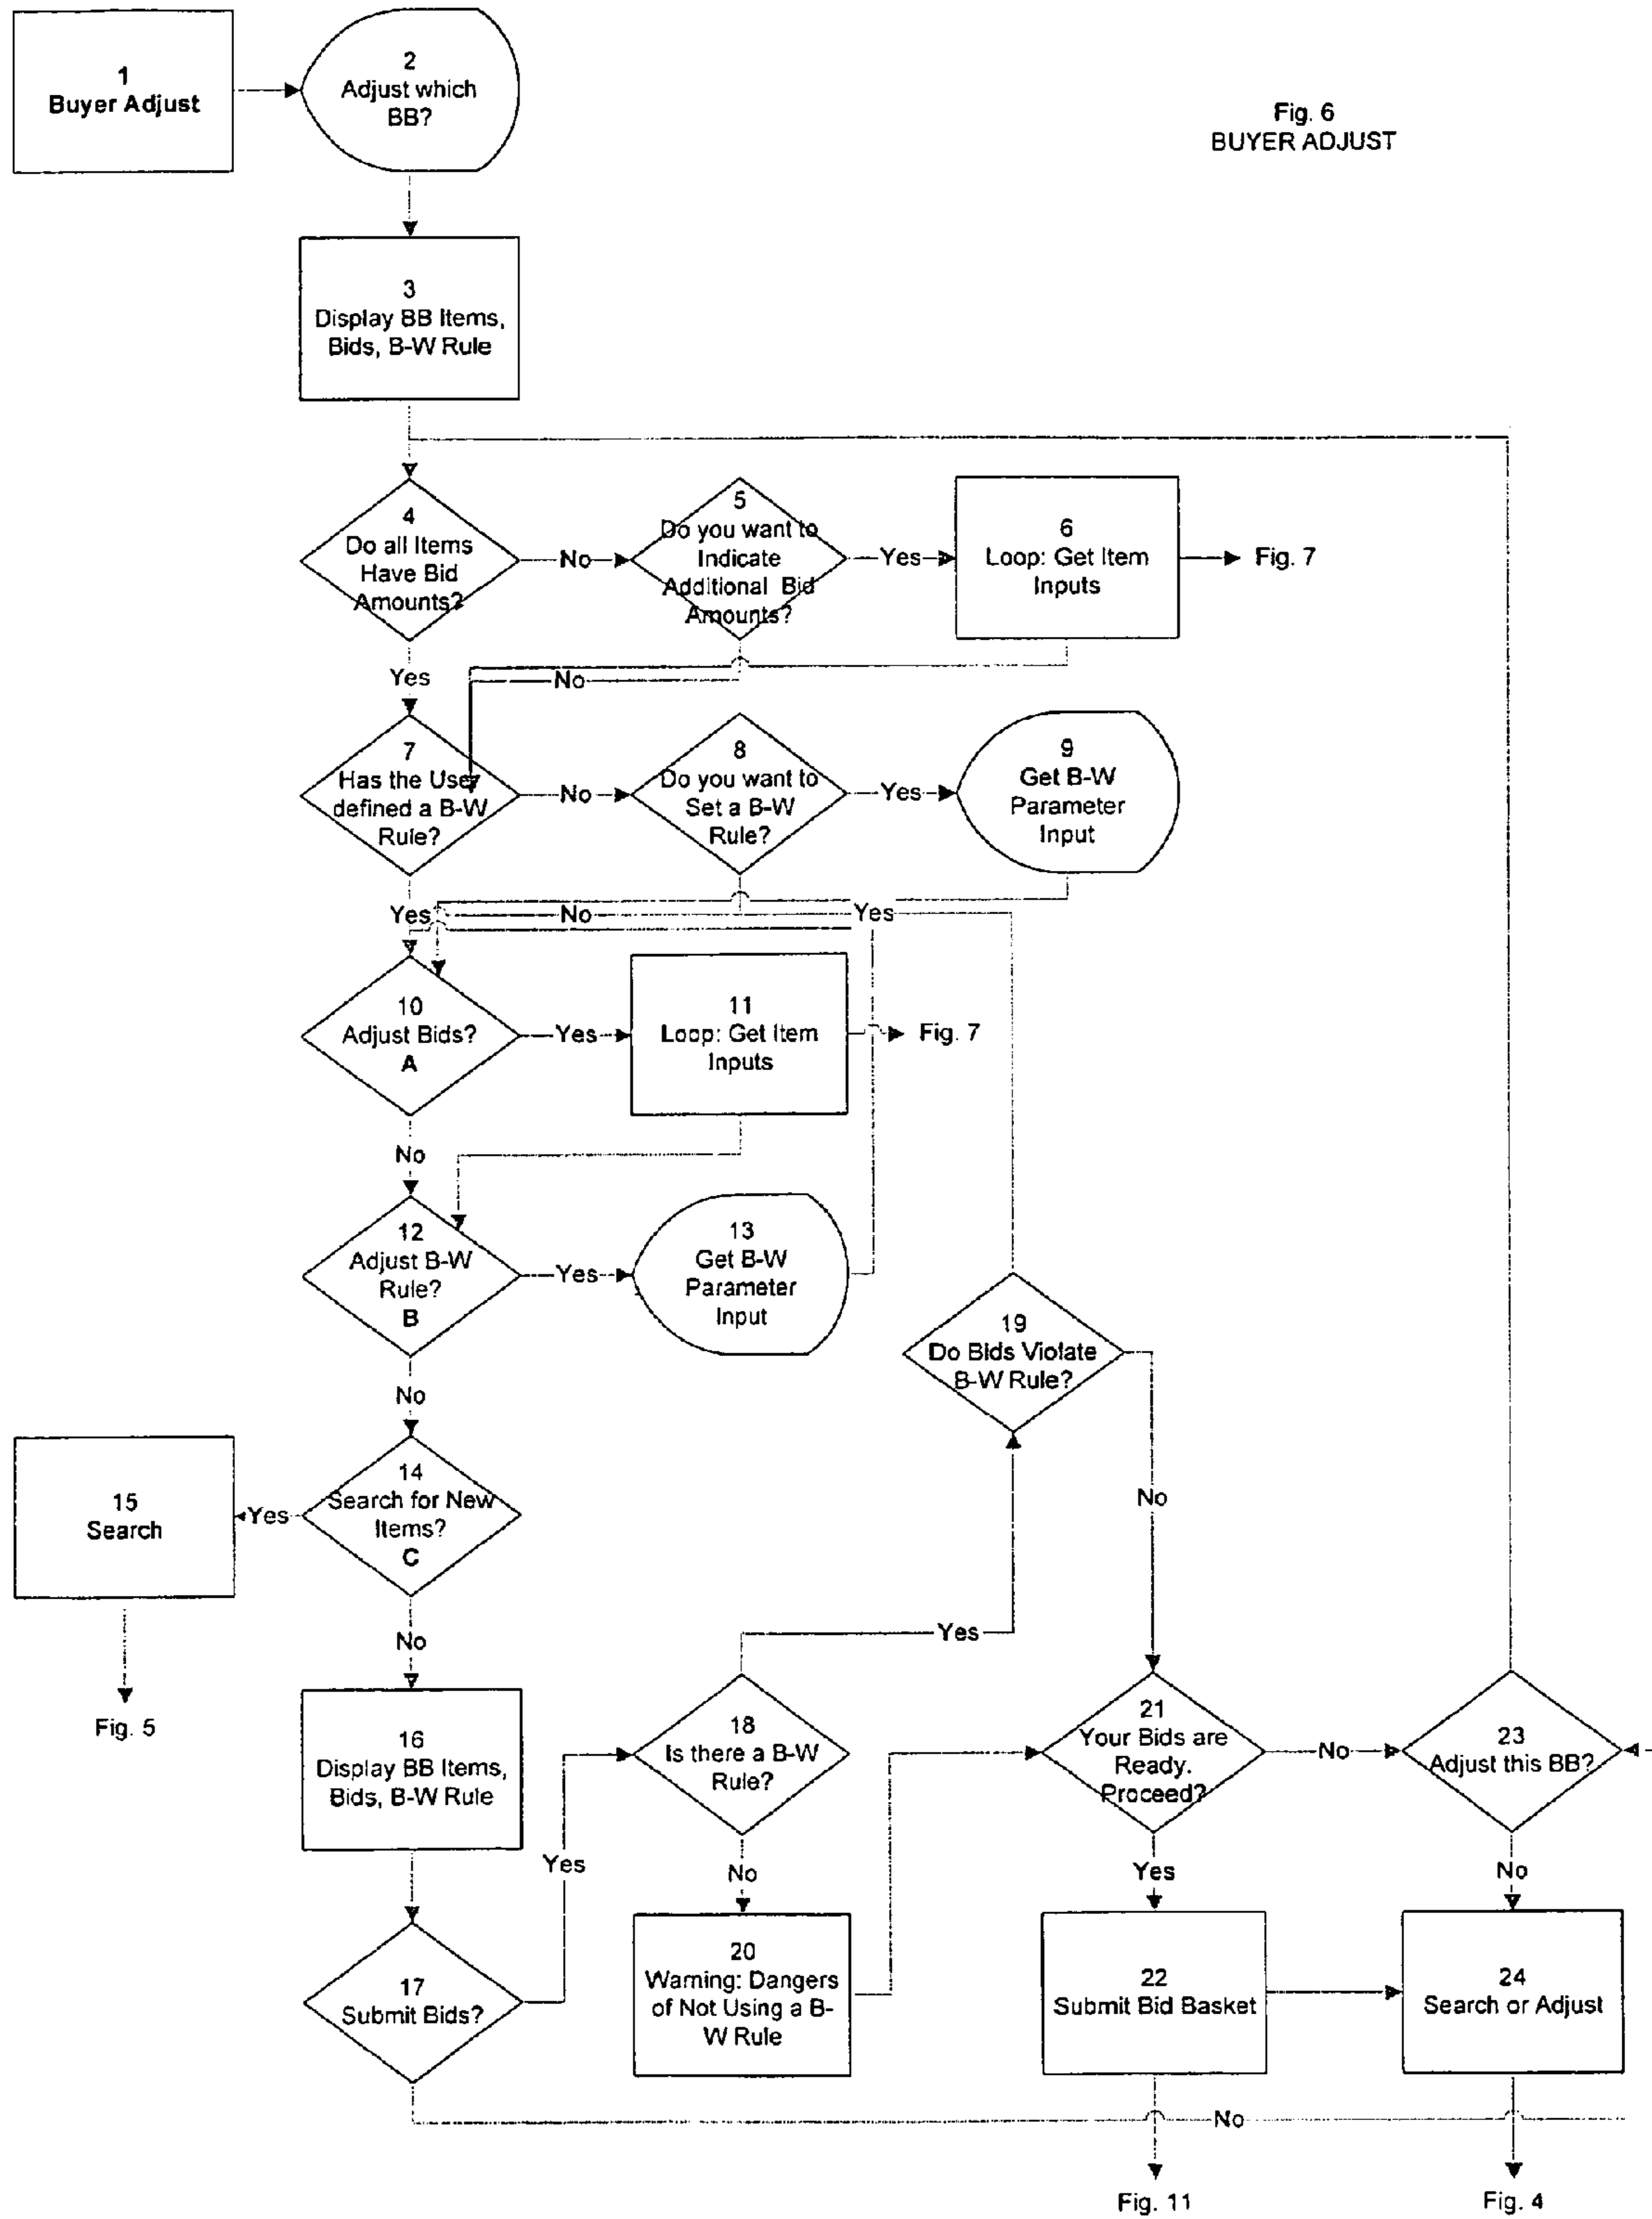 1
Buyer Adjust
2
Adjust which
BB?
Fig. 6
BUYER ADJUST
3
Display BB Items,
Bids, B-W Rule
4
Do all Items
Have Bid
Amounts?
No
5
Do you want to
Indicate
Additional Bid
Amounts?
Yes
6
Loop: Get Item
Inputs
Fig. 7
Yes
No
7
Has the User
defined a B-W
Rule?
No
8
Do you want to
Set a B-W
Rule?
Yes
9
Get B-W
Parameter
Input
Yes
No
Yes
10
Adjust Bids?
A
Yes
11
Loop: Get Item
Inputs
Fig. 7
No
12
Adjust B-W
Rule?
B
Yes
13
Get B-W
Parameter
Input
19
Do Bids Violate
B-W Rule?
No
14
Search for New
Items?
C
Yes
15
Search
No
Fig. 5
No
Yes
16
Display BB Items,
Bids, B-W Rule
18
Is there a B-W
Rule?
21
Your Bids are
Ready.
Proceed?
No
23
Adjust this BB?
Yes
No
Yes
No
17
Submit Bids?
20
Warning: Dangers
of Not Using a B-
W Rule
22
Submit Bid Basket
24
Search or Adjust
No
Fig. 11
Fig. 4